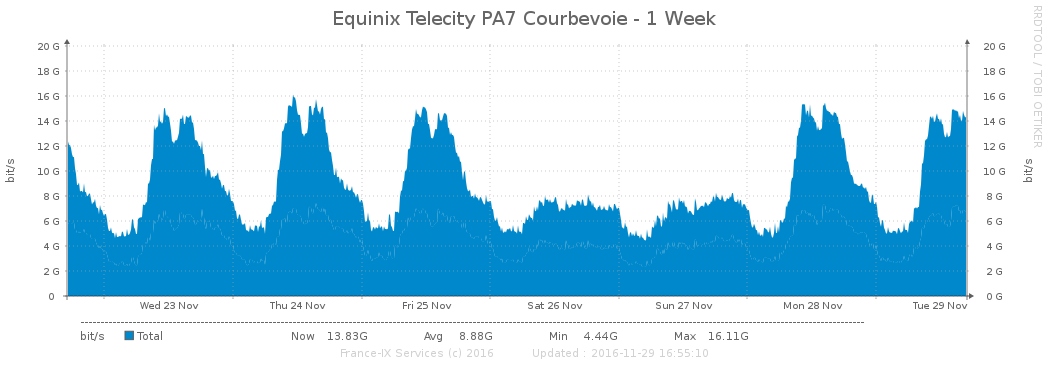 Equinix Telecity PA7 Courbevoie - 1 Week
RRDTOOL / TOBI OETIKER
bit/s
bit/s
20 G 20 G
18 G 18 G
16 G 16 G
14 G 14 G
12 G 12 G
10 G 10 G
8 G 8 G
6 G 6 G
4 G 4 G
2 G 2 G
0 0 G
Wed 23 Nov Thu 24 Nov Fri 25 Nov Sat 26 Nov Sun 27 Nov Mon 28 Nov Tue 29 Nov
bit/s Total Now 13.83G Avg 8.88G Min 4.44G Max 16.11G
France-IX Services (c) 2016 Updated : 2016-11-29 16:55:10